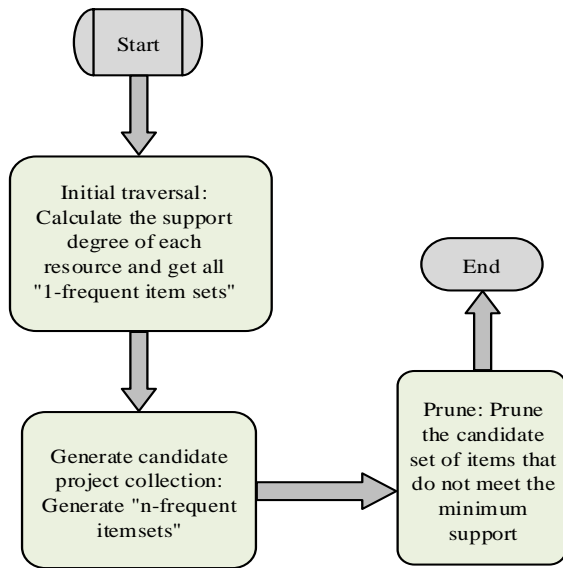 Start
Initial traversal:
Calculate the support
degree of each
resource and get all
"1-frequent item sets"
Generate candidate
project collection:
Generate "n-frequent
itemsets"
Prune: Prune
the candidate
set of items that
do not meet the
minimum
support
End